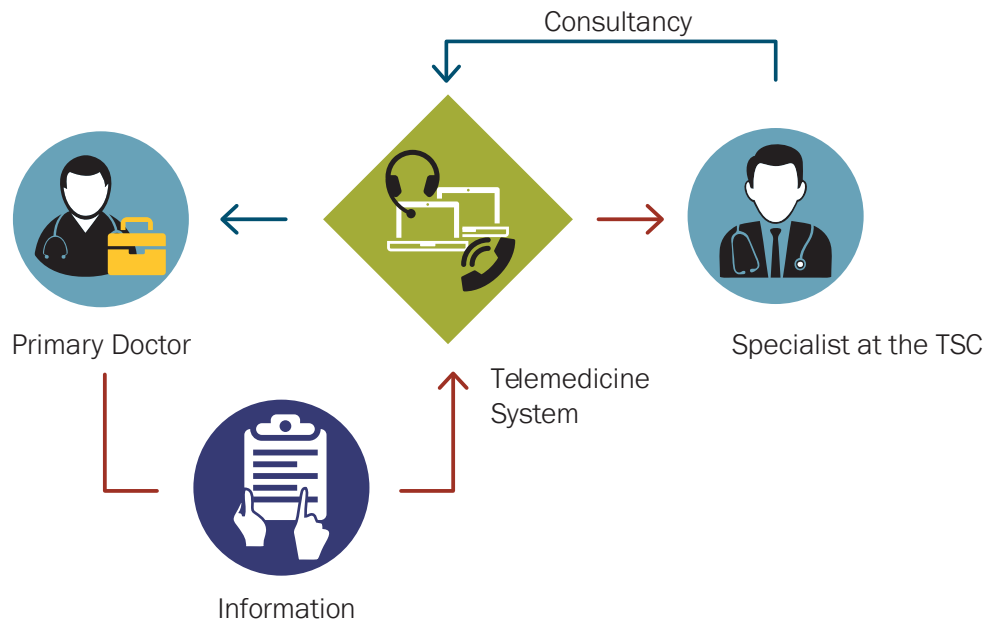 Consultancy
Primary Doctor
Specialist at the TSC
Telemedicine
System
Information